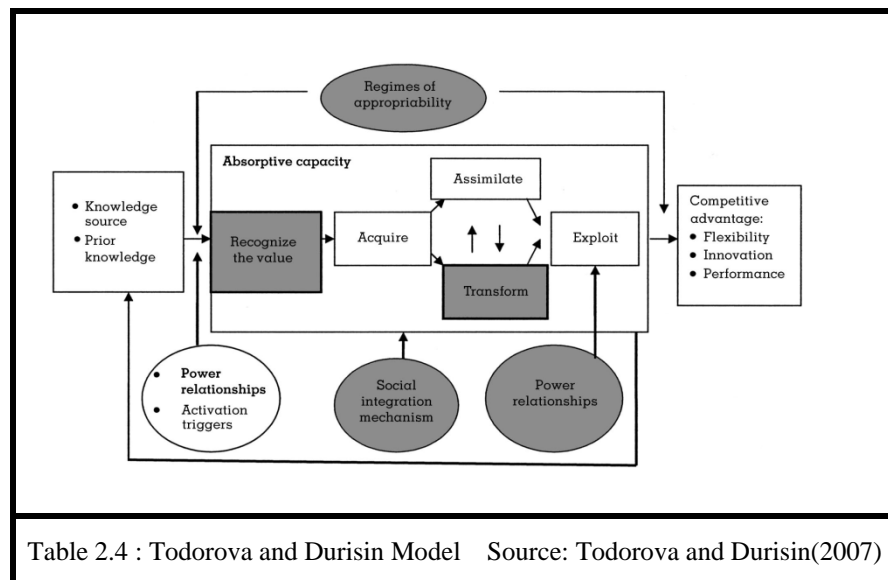 Regimes of
appropriability
Absorptive capacity
• Knowledge
source
• Prior
knowledge
Recognize
the value
Acquire
Assimilate
Transform
Exploit
Competitive
advantage:
• Flexibility
• Innovation
• Performance
• Power
relationships
• Activation
triggers
Social
integration
mechanism
Power
relationships
Table 2.4 : Todorova and Durisin Model Source: Todorova and Durisin(2007)